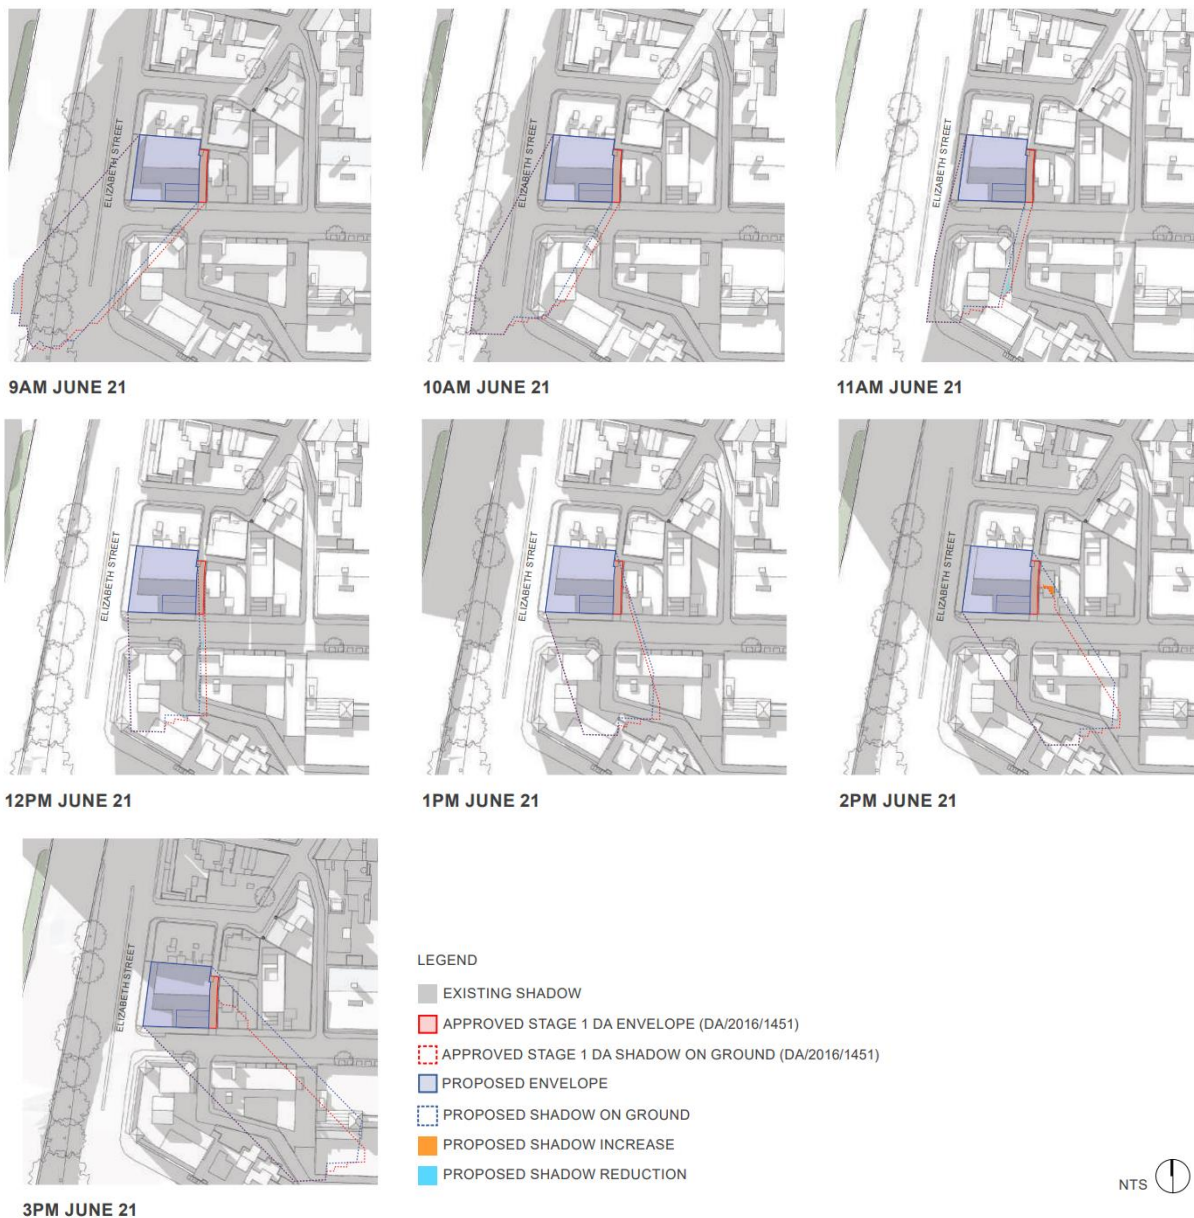 ELIZABETH STREET
ELIZABETH STREET
ELIZABETH STREET
9AM JUNE 21
10AM JUNE 21
11AM JUNE 21
ELIZABETH STREET
ELIZABETH STREET
ELIZABETH STREET
12PM JUNE 21
1PM JUNE 21
2PM JUNE 21
ELIZABETH STREET
3PM JUNE 21
LEGEND
EXISTING SHADOW
APPROVED STAGE 1 DA ENVELOPE (DA/2016/1451)
APPROVED STAGE 1 DA SHADOW ON GROUND (DA/2016/1451)
PROPOSED ENVELOPE
PROPOSED SHADOW ON GROUND
PROPOSED SHADOW INCREASE
PROPOSED SHADOW REDUCTION
NTS